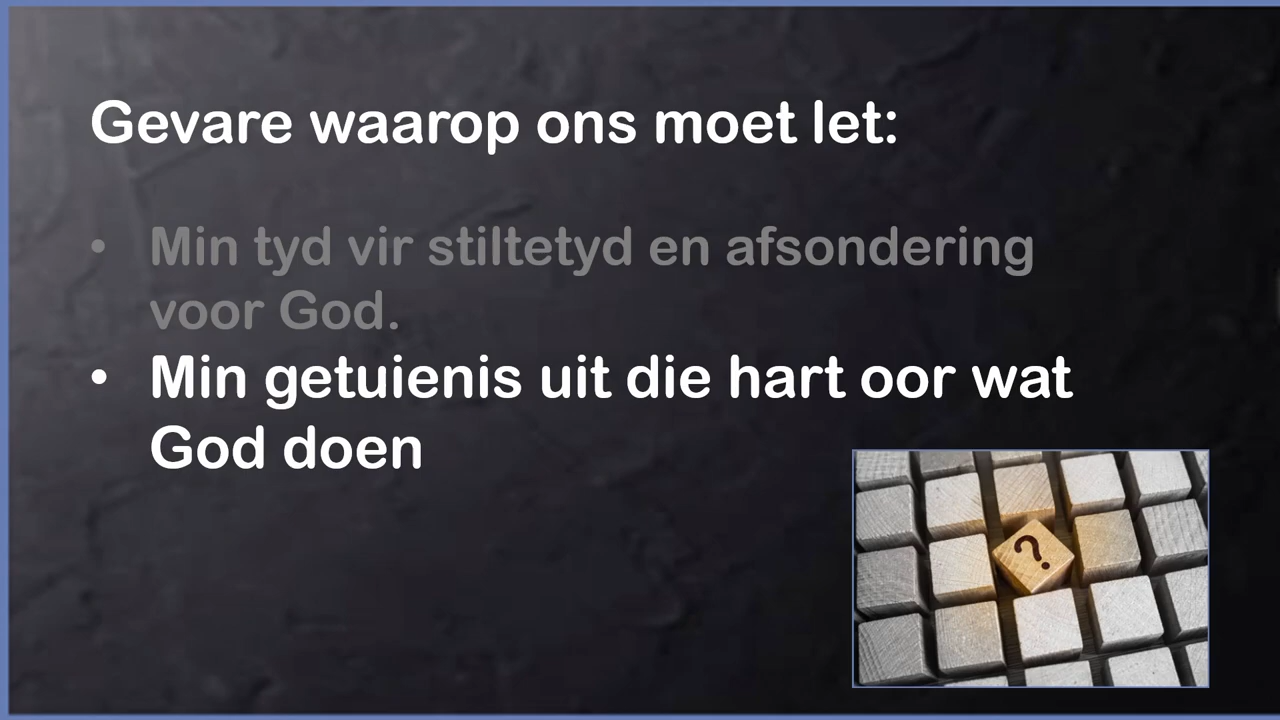 Gevare waarop ons moet let:
• Min tyd vir stiltetyd en afsondering
voor God.
• Min getuienis uit die hart oor wat
God doen
?